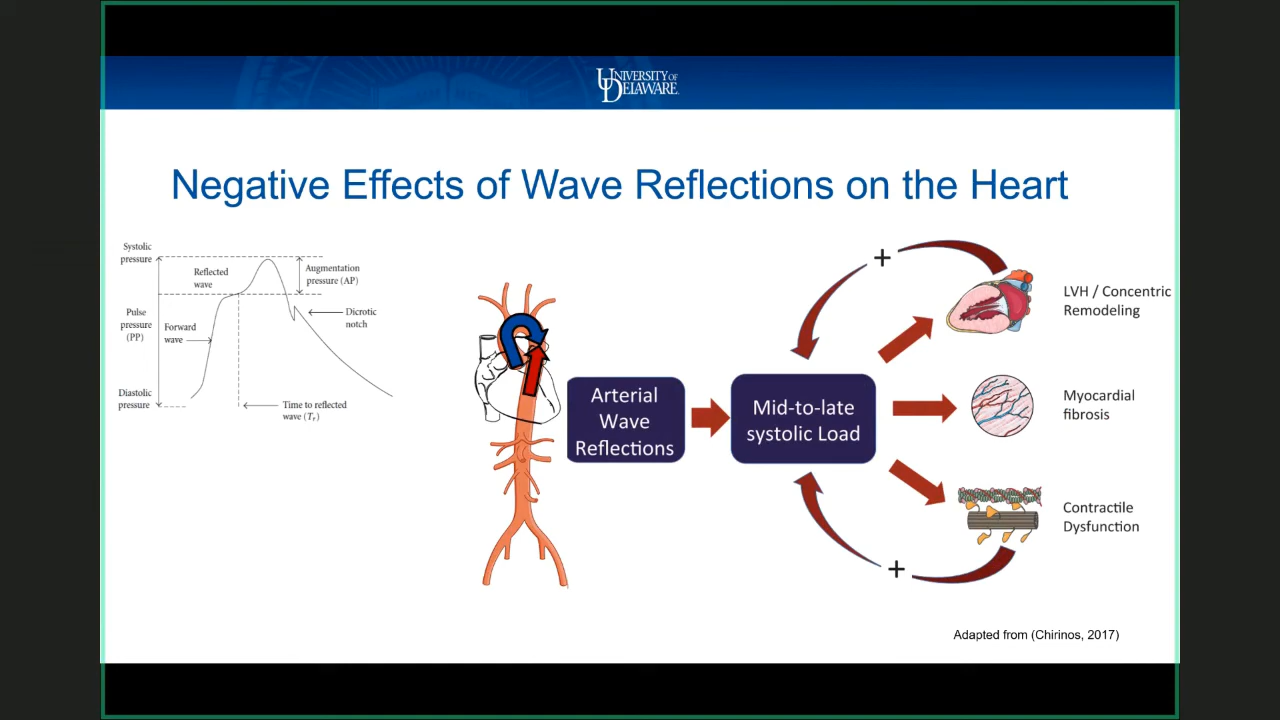 UNIVERSITY OF
DELAWARE.
Negative Effects of Wave Reflections on the Heart
Systolic
pressure
Reflected
wave
Augmentation
pressure (AP)
Pulse
pressure
(PP)
Forward
wave
Dicrotic
notch
Diastolic
pressure
Time to reflected
wave (Tr)
Arterial
Wave
Reflections
Mid-to-late
systolic Load
+
+
LVH / Concentric
Remodeling
Myocardial
fibrosis
Contractile
Dysfunction
Adapted from (Chirinos, 2017)